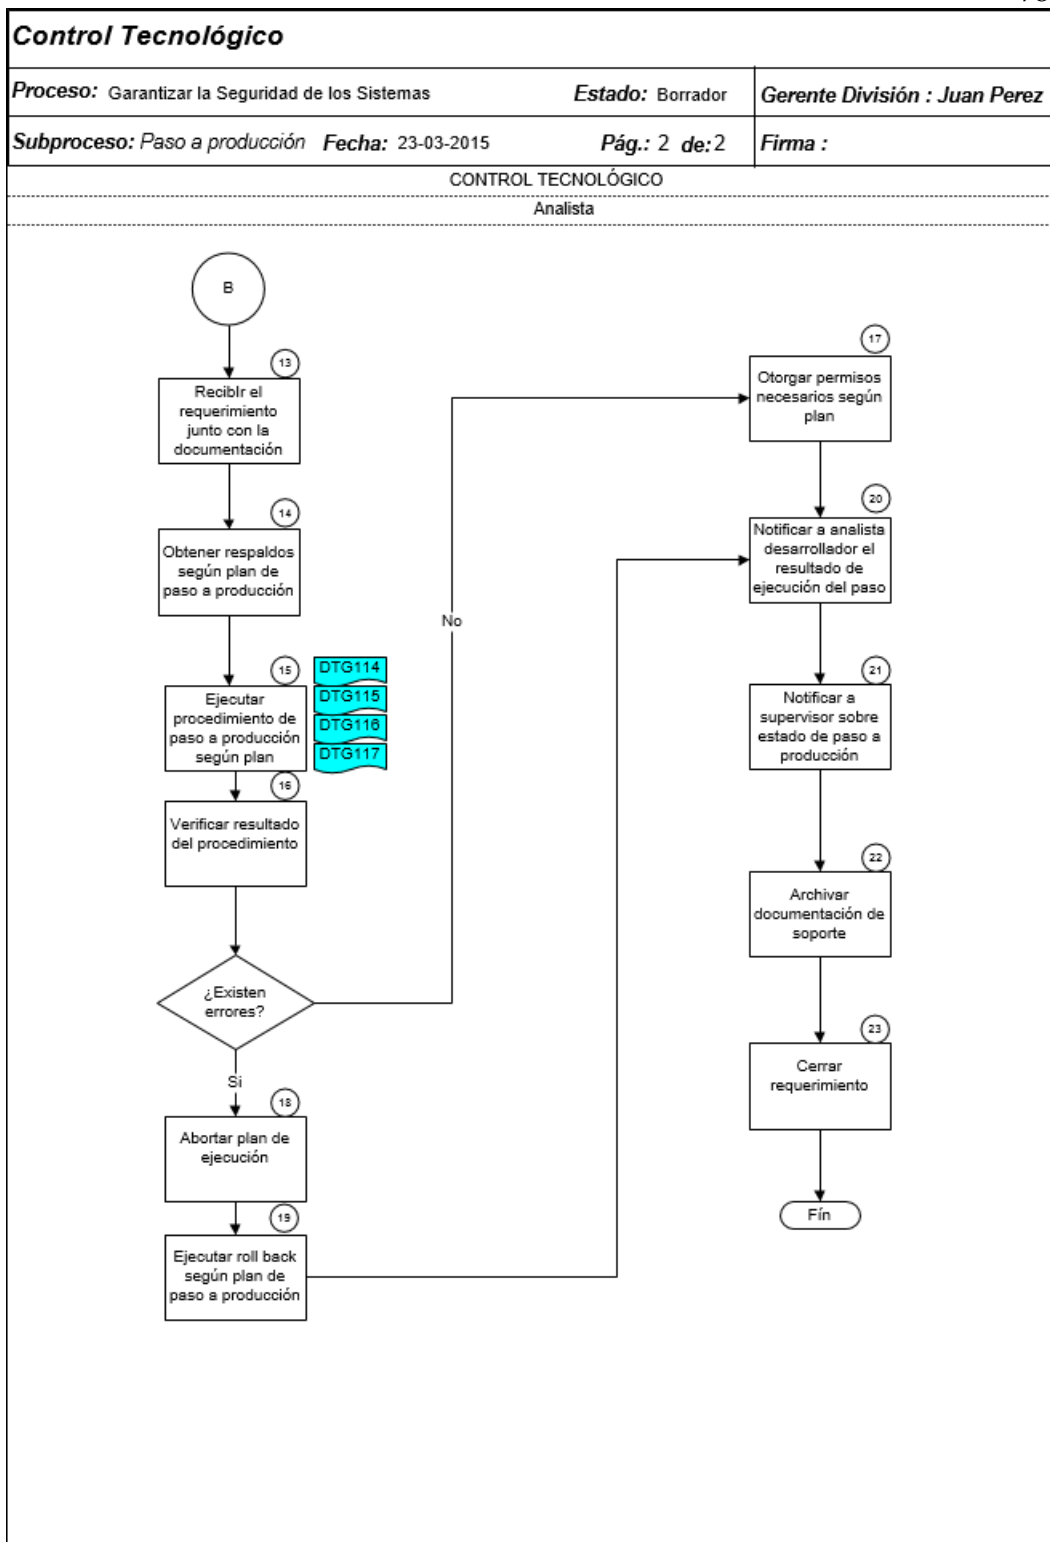 Control Tecnológico
Proceso: Garantizar la Seguridad de los Sistemas
Estado: Borrador
Gerente División : Juan Perez
Subproceso: Paso a producción
Fecha: 23-03-2015
Pág.: 2 de: 2
Firma :
CONTROL TECNOLÓGICO
Analista
B
13
RecibIr el
requerimiento
junto con la
documentación
14
Obtener respaldos
según plan de
paso a producción
15
Ejecutar
procedimiento de
paso a producción
según plan
DTG114
DTG115
DTG116
DTG117
16
Verificar resultado
del procedimiento
¿Existen
errores?
No
Si
18
Abortar plan de
ejecución
19
Ejecutar roll back
según plan de
paso a producción
17
Otorgar permisos
necesarios según
plan
20
Notificar a analista
desarrollador el
resultado de
ejecución del paso
21
Notificar a
supervisor sobre
estado de paso a
producción
22
Archivar
documentación de
soporte
23
Cerrar
requerimiento
Fín